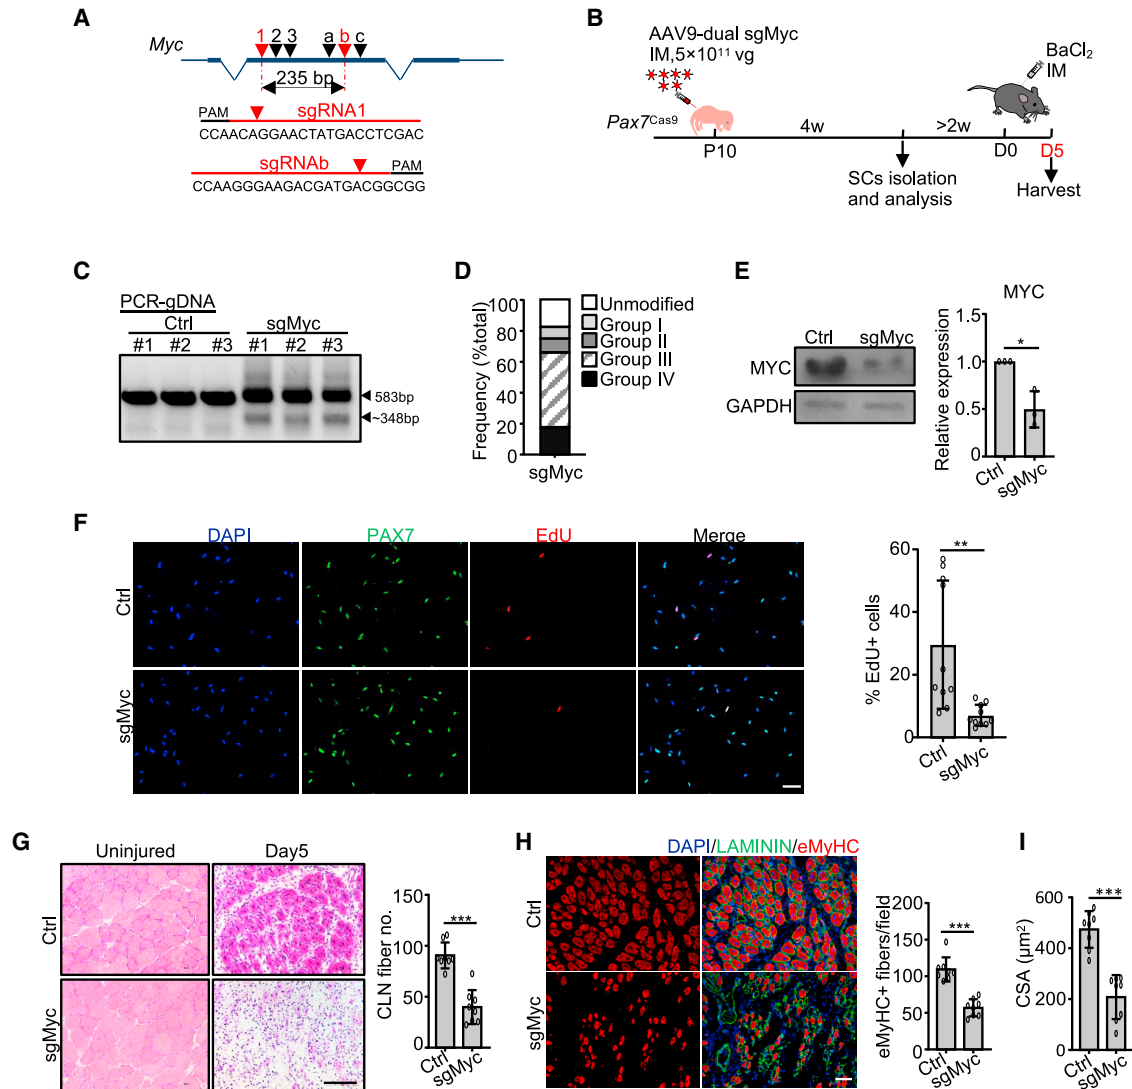 A
Myc
1 2 3 a b c
235 bp
PAM sgRNA1
CCAACAGGAACTATGACCTCGAC
sgRNAb PAM
CCAAGGGAAGACGATGACGGCGG
B
AAV9-dual sgMyc
IM,5×10¹¹ vg
BaCl₂
IM
Pax7ᶜᵃˢ⁹
4w >2w
P10 D0 D5
SCs isolation
and analysis
Harvest
C
PCR-gDNA
Ctrl sgMyc
#1 #2 #3 #1 #2 #3
583bp
~348bp
D
Frequency (%total)
100
80
60
40
20
0
sgMyc
Unmodified
Group I
Group II
Group III
Group IV
E
Ctrl sgMyc
MYC
GAPDH
MYC
Relative expression
1.5
1.0
0.5
0
*
Ctrl
sgMyc
F
DAPI PAX7 EdU Merge
Ctrl
sgMyc
% EdU+ cells
60
40
20
0
**
Ctrl
sgMyc
G
Uninjured Day5
Ctrl
sgMyc
CLN fiber no.
150
100
50
0
***
Ctrl
sgMyc
H
DAPI/LAMININ/eMyHC
Ctrl
sgMyc
eMyHC+ fibers/field
200
150
100
50
0
***
Ctrl
sgMyc
I
CSA (µm²)
600
400
200
0
***
Ctrl
sgMyc